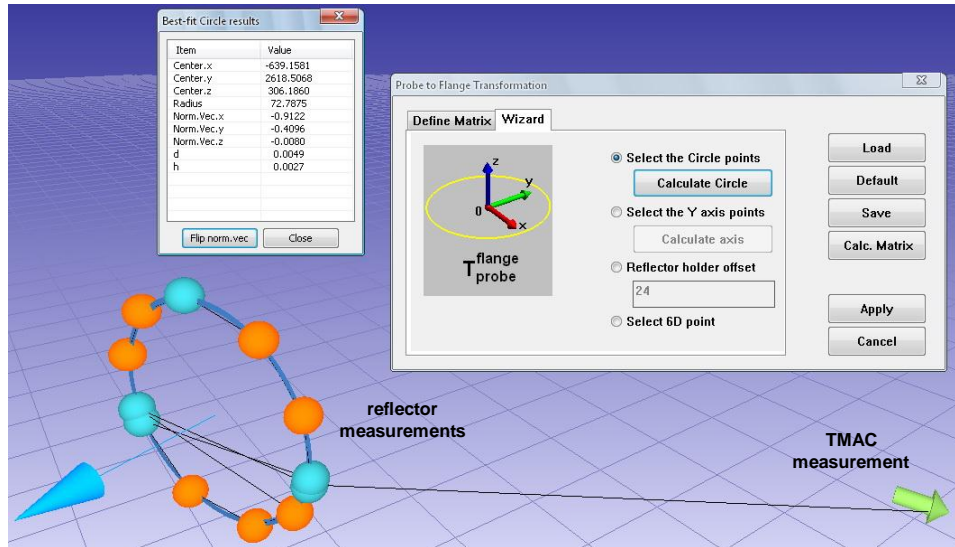 Best-fit Circle results
Item Value
Center.x -639.1581
Center.y 2618.5068
Center.z 306.1860
Radius 72.7875
Norm.Vec.x -0.9122
Norm.Vec.y -0.4096
Norm.Vec.z -0.0080
d 0.0049
h 0.0027
Flip norm.vec Close
Probe to Flange Transformation
Define Matrix Wizard
z
y
0
x
T flange probe
Select the Circle points
Calculate Circle
Select the Y axis points
Calculate axis
Reflector holder offset
24
Select 6D point
Load
Default
Save
Calc. Matrix
Apply
Cancel
reflector
measurements
TMAC
measurement